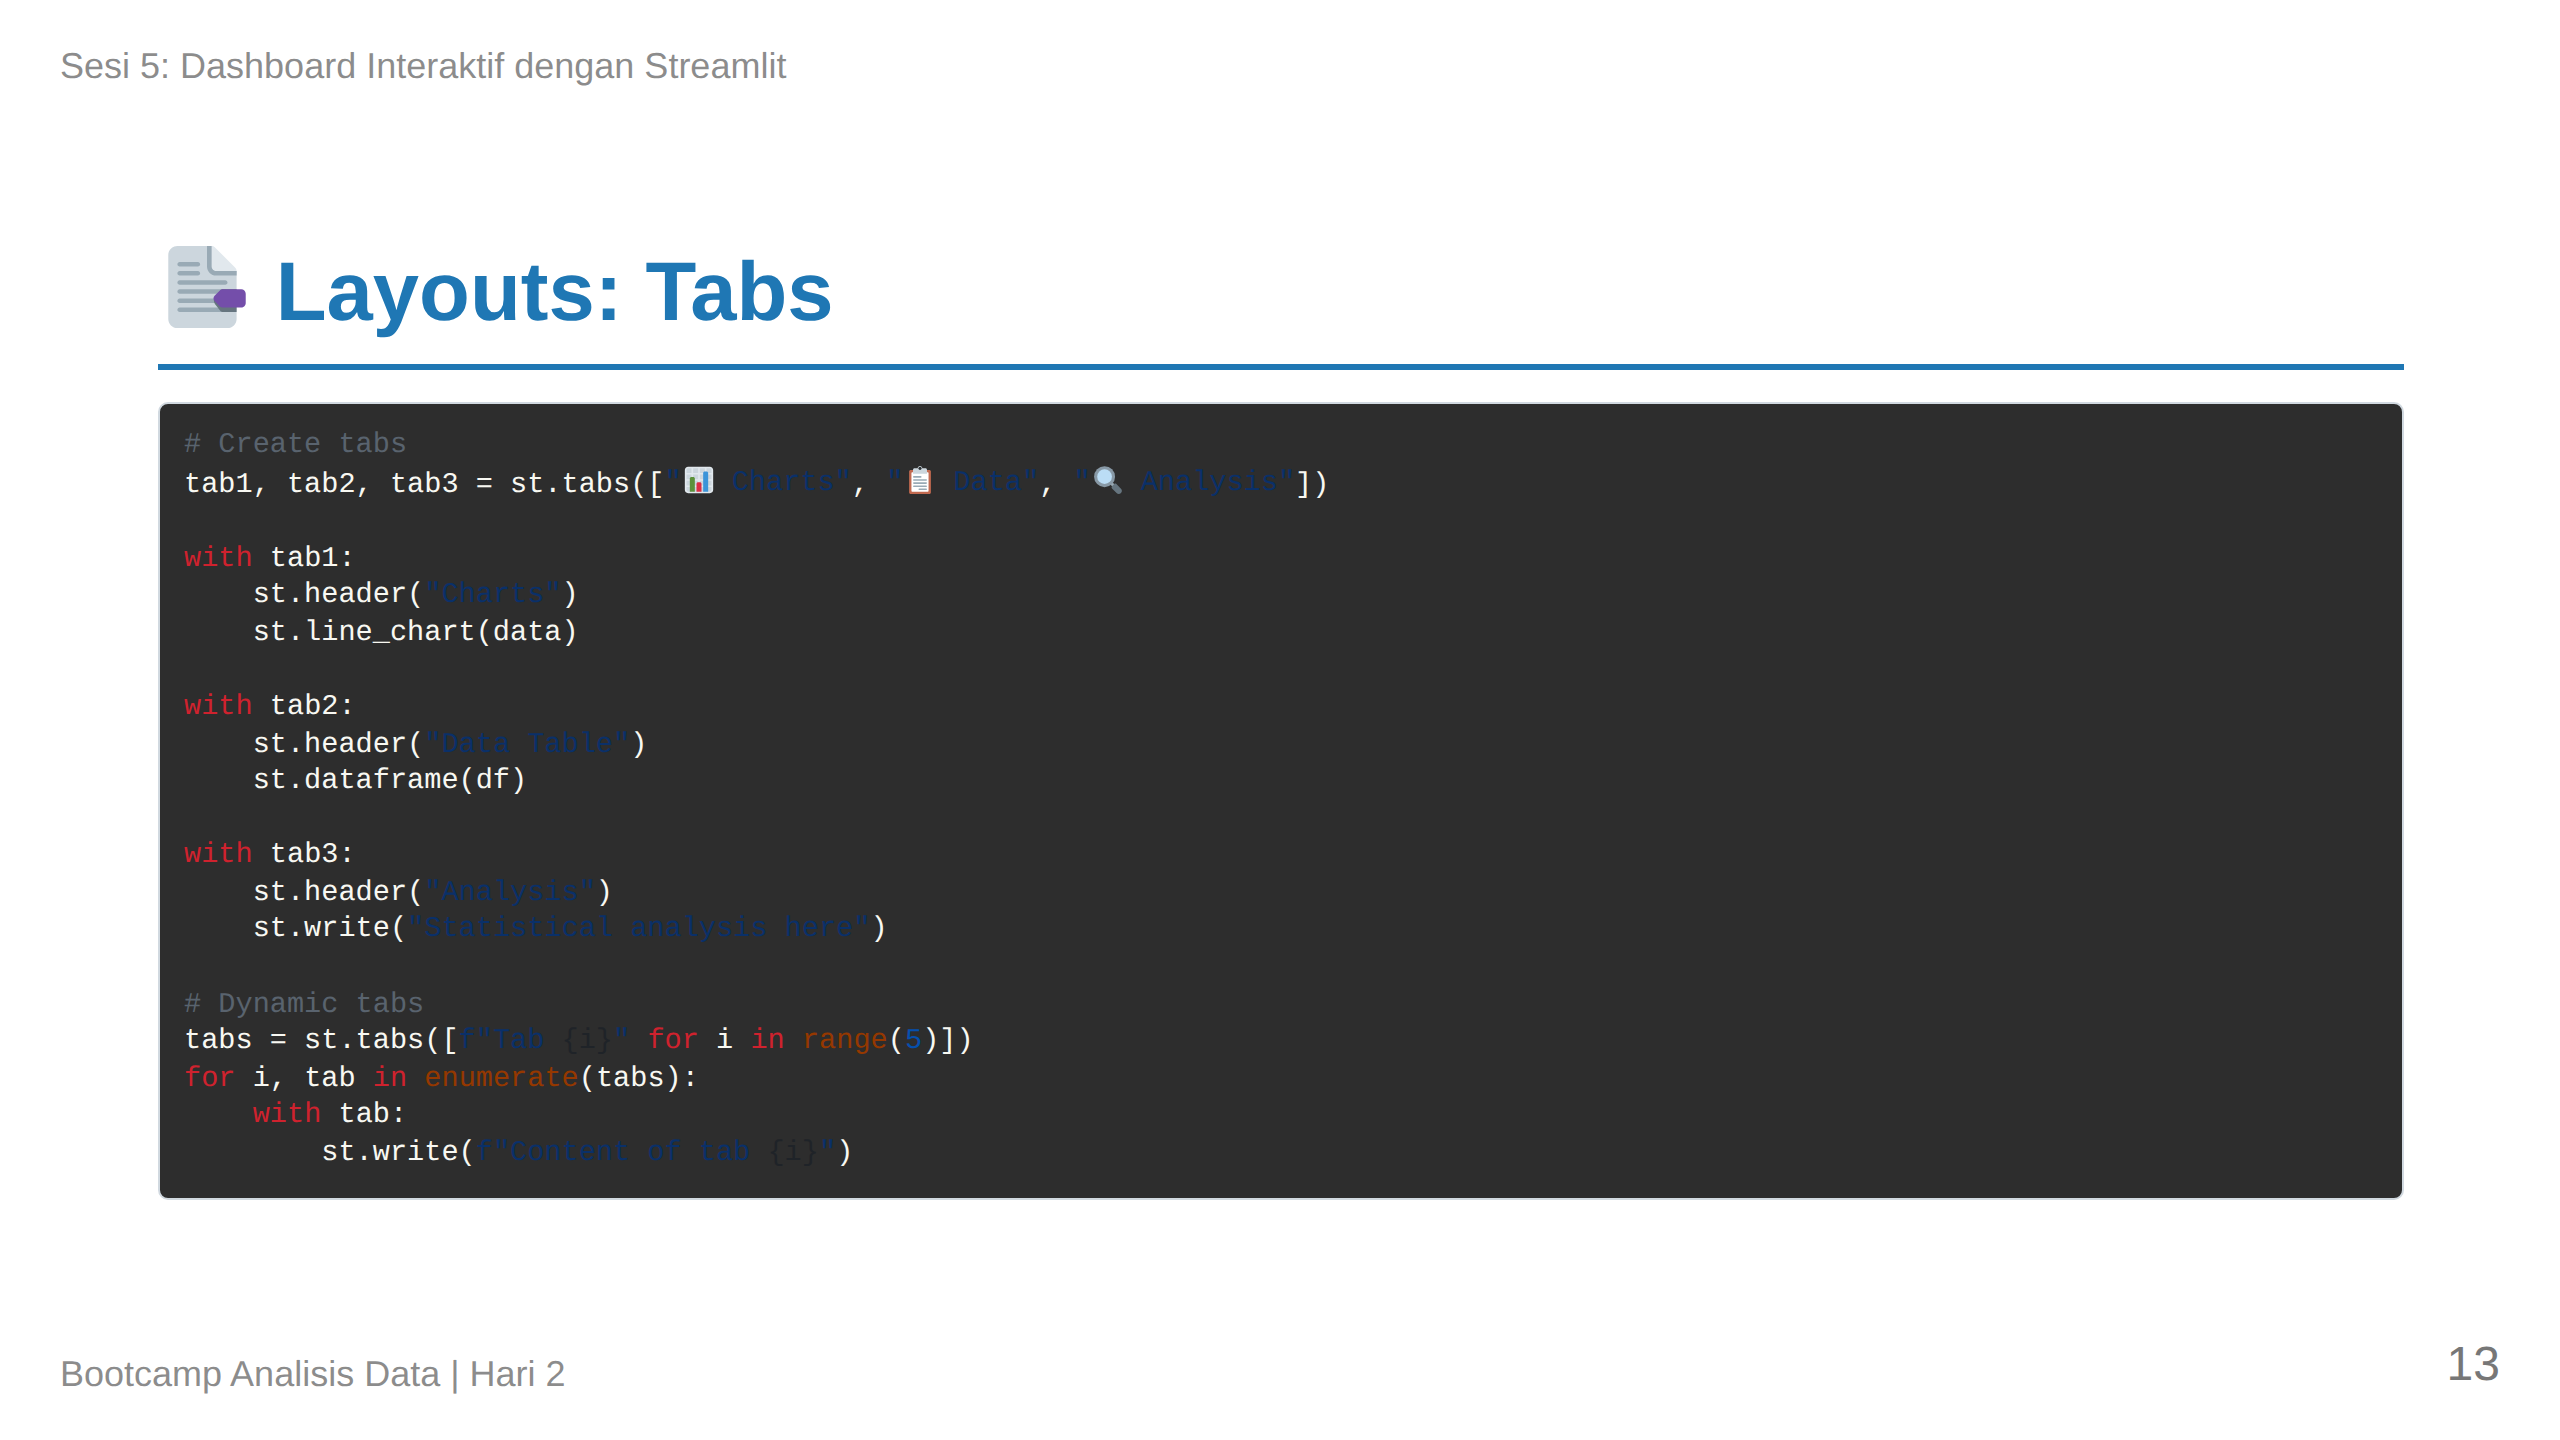 Sesi 5: Dashboard Interaktif dengan Streamlit
📑 Layouts: Tabs
# Create tabs
tab1, tab2, tab3 = st.tabs(["📊 Charts", "📋 Data", "🔍 Analysis"])
with tab1:
    st.header("Charts")
    st.line_chart(data)
with tab2:
    st.header("Data Table")
    st.dataframe(df)
with tab3:
    st.header("Analysis")
    st.write("Statistical analysis here")
# Dynamic tabs
tabs = st.tabs([f"Tab {i}" for i in range(5)])
for i, tab in enumerate(tabs):
    with tab:
        st.write(f"Content of tab {i}")
Bootcamp Analisis Data | Hari 2
13